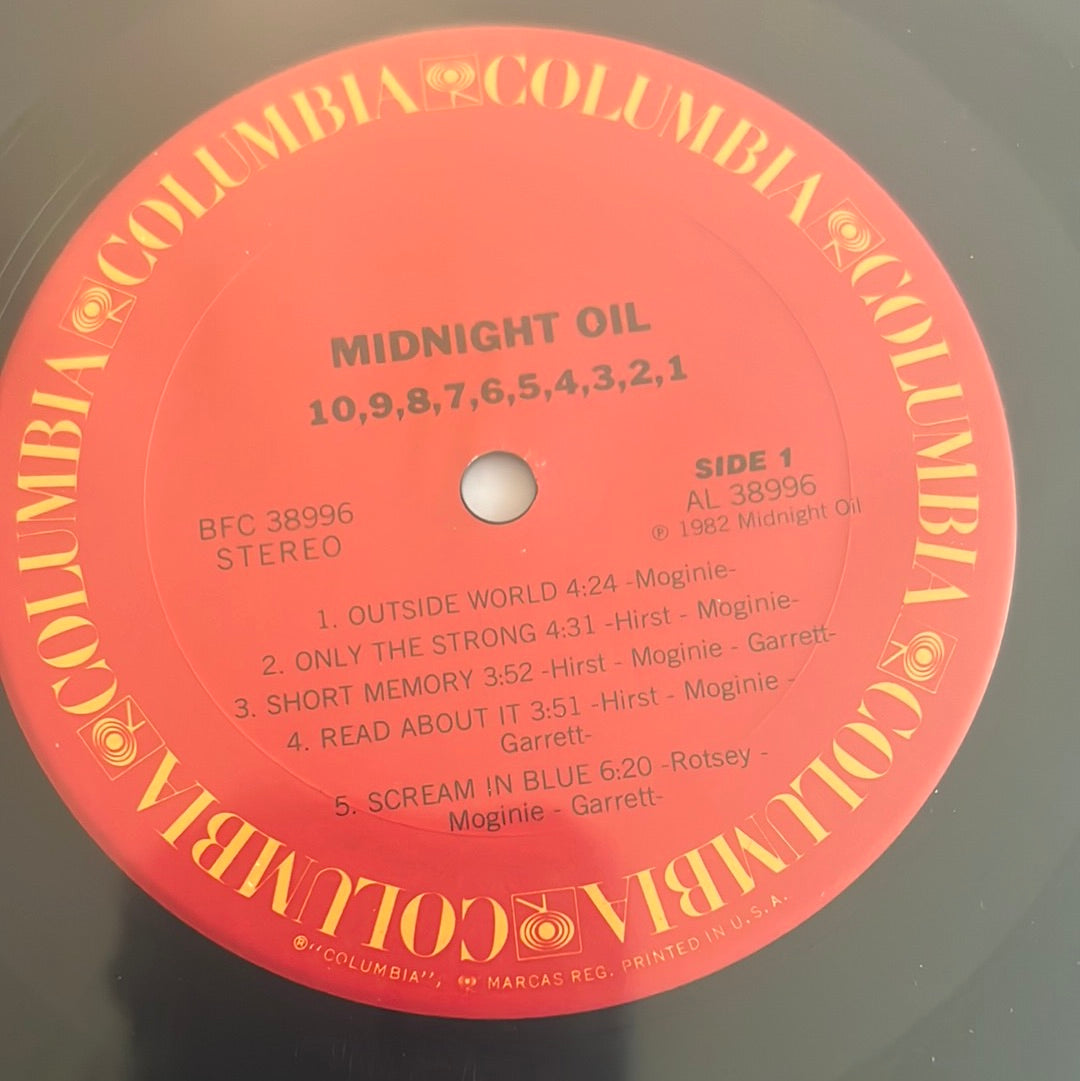 COLUMBIA COLUMBIA COLUMBIA COLUMBIA COLUMBIA COLUMBIA
MIDNIGHT OIL
10,9,8,7,6,5,4,3,2,1
BFC 38996
STEREO
SIDE 1
AL 38996
℗ 1982 Midnight Oil
1. OUTSIDE WORLD 4:24 -Moginie-
2. ONLY THE STRONG 4:31 -Hirst - Moginie-
3. SHORT MEMORY 3:52 -Hirst - Moginie - Garrett-
4. READ ABOUT IT 3:51 -Hirst - Moginie -
Garrett-
5. SCREAM IN BLUE 6:20 -Rotsey -
Moginie - Garrett-
®"COLUMBIA", MARCAS REG. PRINTED IN U.S.A.